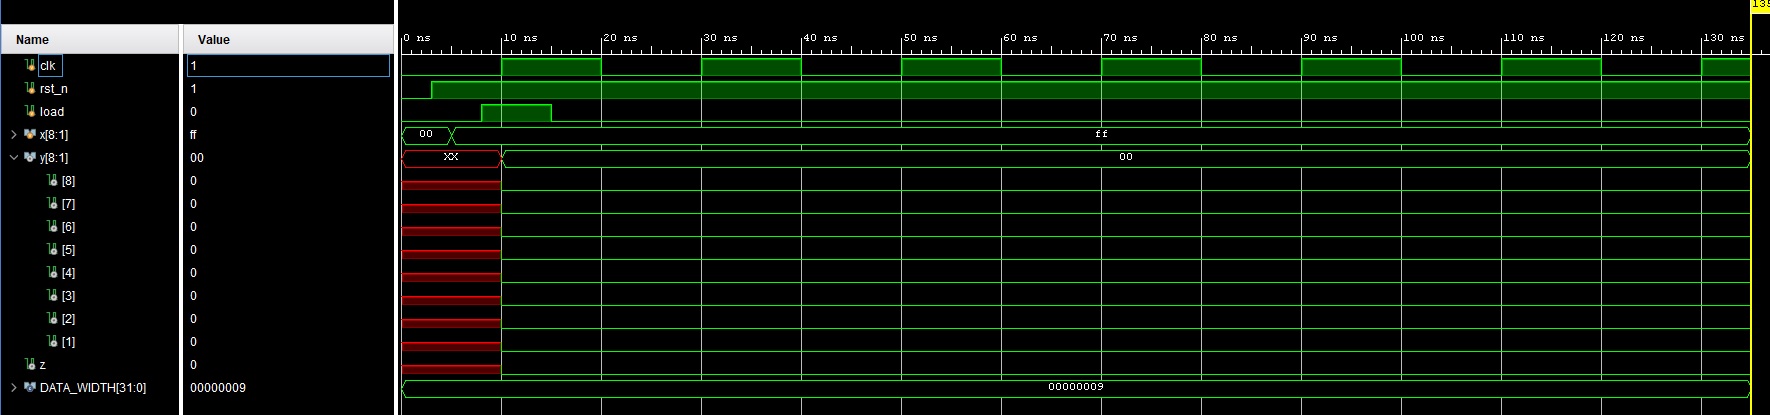 135
Name Value
0 ns 10 ns 20 ns 30 ns 40 ns 50 ns 60 ns 70 ns 80 ns 90 ns 100 ns 110 ns 120 ns 130 ns
clk 1
rst_n 1
load 0
x[8:1] ff 00 ff
y[8:1] 00 XX 00
[8] 0
[7] 0
[6] 0
[5] 0
[4] 0
[3] 0
[2] 0
[1] 0
z 0
DATA_WIDTH[31:0] 00000009 00000009